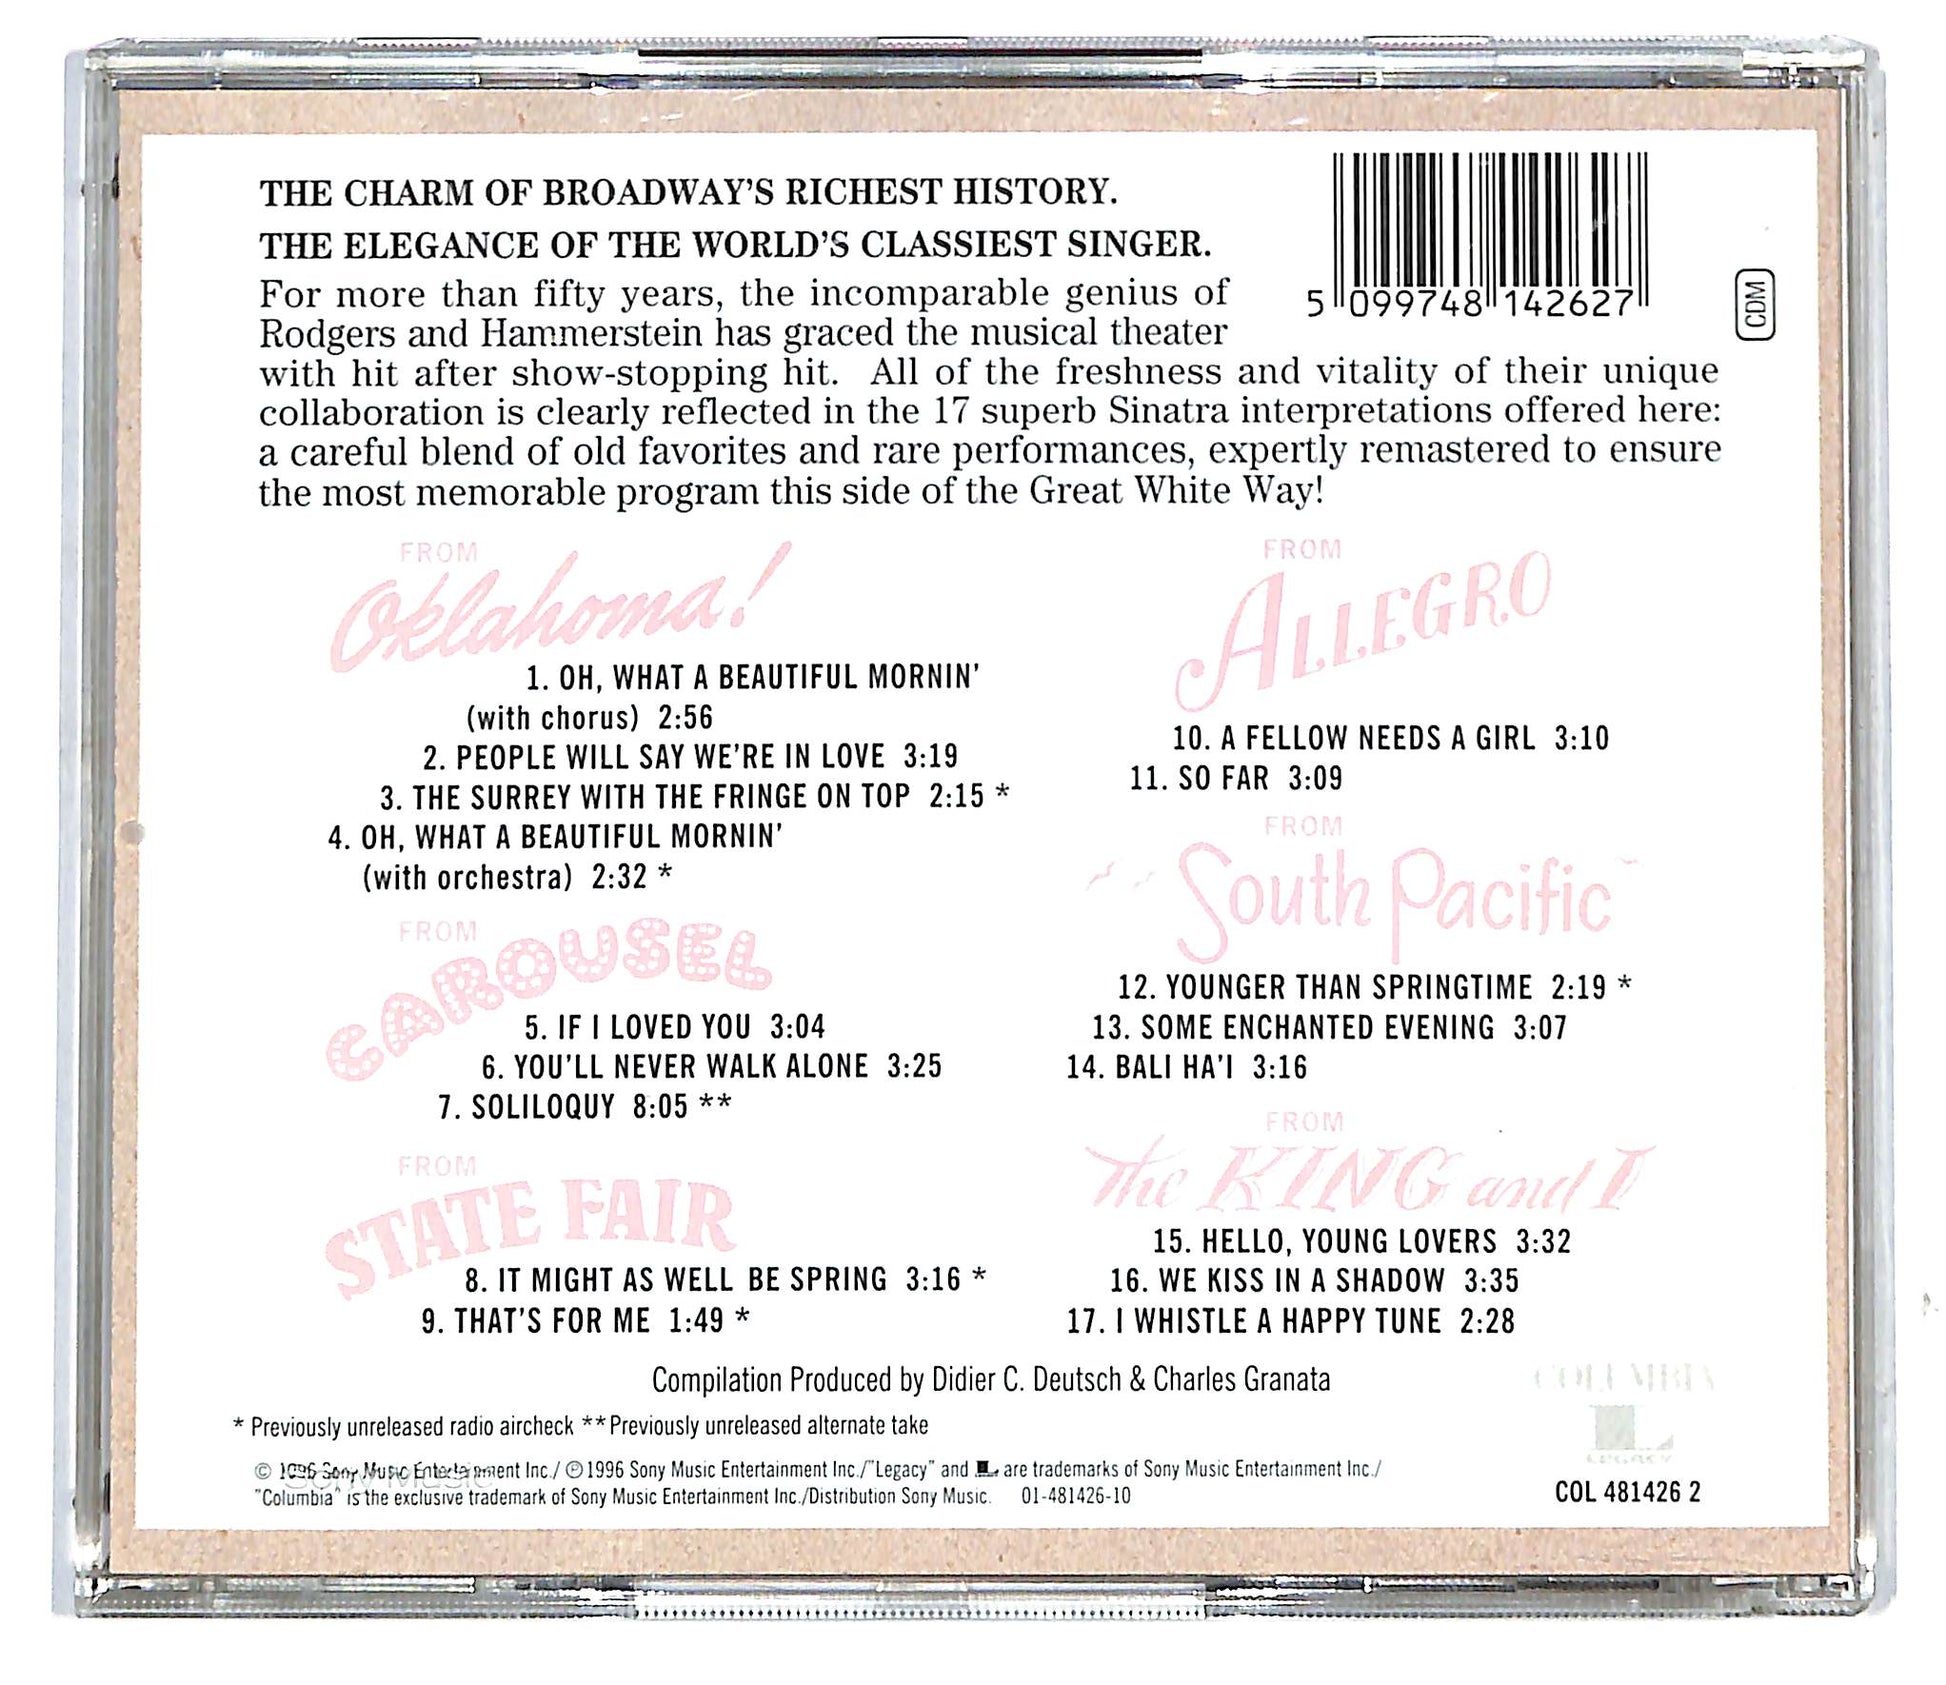 THE CHARM OF BROADWAY'S RICHEST HISTORY.
THE ELEGANCE OF THE WORLD'S CLASSIEST SINGER.
For more than fifty years, the incomparable genius of
Rodgers and Hammerstein has graced the musical theater
with hit after show-stopping hit. All of the freshness and vitality of their unique
collaboration is clearly reflected in the 17 superb Sinatra interpretations offered here:
a careful blend of old favorites and rare performances, expertly remastered to ensure
the most memorable program this side of the Great White Way!
5 099748 142627
CDM
FROM
Oklahoma!
1. OH, WHAT A BEAUTIFUL MORNIN'
(with chorus) 2:56
2. PEOPLE WILL SAY WE'RE IN LOVE 3:19
3. THE SURREY WITH THE FRINGE ON TOP 2:15 *
4. OH, WHAT A BEAUTIFUL MORNIN'
(with orchestra) 2:32 *
FROM
CAROUSEL
5. IF I LOVED YOU 3:04
6. YOU'LL NEVER WALK ALONE 3:25
7. SOLILOQUY 8:05 **
FROM
STATE FAIR
8. IT MIGHT AS WELL BE SPRING 3:16 *
9. THAT'S FOR ME 1:49 *
FROM
ALLEGRO
10. A FELLOW NEEDS A GIRL 3:10
11. SO FAR 3:09
FROM
South Pacific
12. YOUNGER THAN SPRINGTIME 2:19 *
13. SOME ENCHANTED EVENING 3:07
14. BALI HA'I 3:16
FROM
The KING and I
15. HELLO, YOUNG LOVERS 3:32
16. WE KISS IN A SHADOW 3:35
17. I WHISTLE A HAPPY TUNE 2:28
Compilation Produced by Didier C. Deutsch & Charles Granata
* Previously unreleased radio aircheck ** Previously unreleased alternate take
© 1996 Sony Music Entertainment Inc./ ℗ 1996 Sony Music Entertainment Inc./"Legacy" and L are trademarks of Sony Music Entertainment Inc./
"Columbia" is the exclusive trademark of Sony Music Entertainment Inc./Distribution Sony Music. 01-481426-10
Sony Music
COLUMBIA
L
LEGACY
COL 481426 2